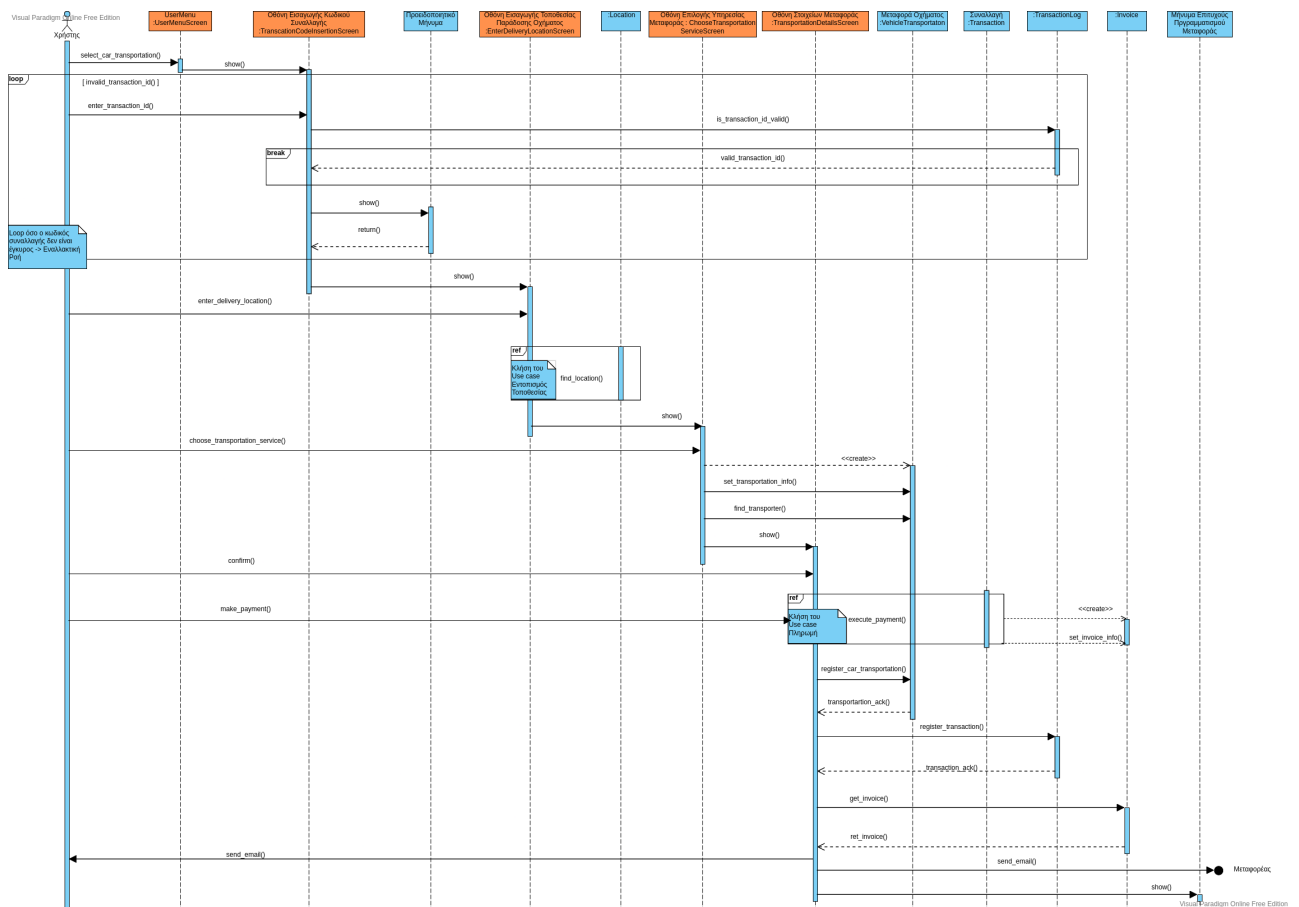 Visual Paradigm Online Free Edition
Χρήστης
UserMenu
:UserMenuScreen
Οθόνη Εισαγωγής Κωδικού
Συναλλαγής
:TranscationCodeInsertionScreen
Προειδοποιητικό
Μήνυμα
Οθόνη Εισαγωγής Τοποθεσίας
Παράδοσης Οχήματος
:EnterDeliveryLocationScreen
:Location
Οθόνη Επιλογής Υπηρεσίας
Μεταφοράς : ChooseTransportation
ServiceScreen
Οθόνη Στοιχείων Μεταφοράς
:TransportationDetailsScreen
Μεταφορά Οχήματος
:VehicleTransportaton
Συναλλαγή
:Transaction
:TransactionLog
:Invoice
Μήνυμα Επιτυχούς
Πργραμματισμού
Μεταφοράς
select_car_transportation()
show()
loop
[ invalid_transaction_id() ]
enter_transaction_id()
is_transaction_id_valid()
break
valid_transaction_id()
show()
return()
Loop όσο ο κωδικός
συναλλαγής δεν είναι
έγκυρος -> Εναλλακτική
Ροή
show()
enter_delivery_location()
ref
Κλήση του
Use case
Εντοπισμός
Τοποθεσίας
find_location()
show()
choose_transportation_service()
<<create>>
set_transportation_info()
find_transporter()
show()
confirm()
ref
make_payment()
Κλήση του
Use case
Πληρωμή
execute_payment()
<<create>>
set_invoice_info()
register_car_transportation()
transportartion_ack()
register_transaction()
transaction_ack()
get_invoice()
ret_invoice()
send_email()
send_email()
Μεταφορέας
show()
Visual Paradigm Online Free Edition